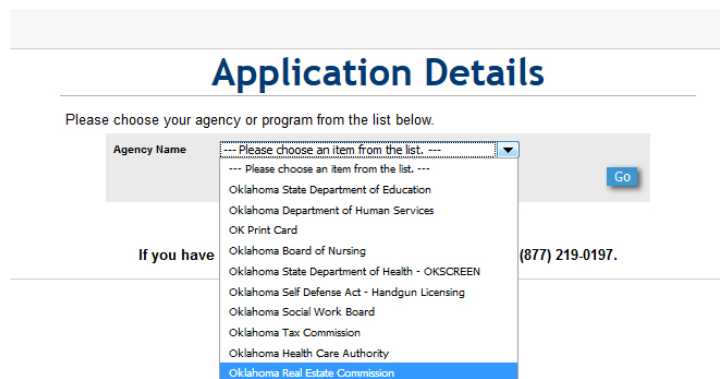 Application Details
Please choose your agency or program from the list below.
Agency Name
--- Please choose an item from the list. ---
--- Please choose an item from the list. ---
Oklahoma State Department of Education
Go
Oklahoma Department of Human Services
OK Print Card
Oklahoma Board of Nursing
If you have
(877) 219-0197.
Oklahoma State Department of Health - OKSCREEN
Oklahoma Self Defense Act - Handgun Licensing
Oklahoma Social Work Board
Oklahoma Tax Commission
Oklahoma Health Care Authority
Oklahoma Real Estate Commission